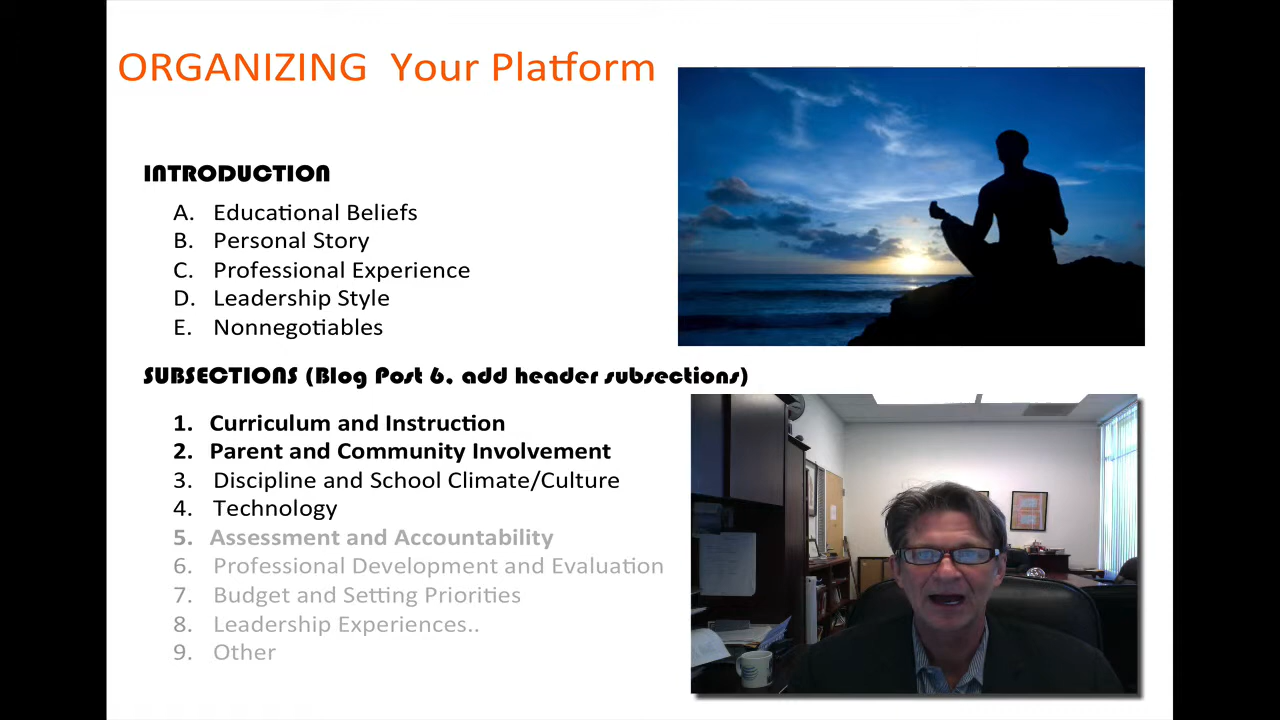 ORGANIZING Your Platform
INTRODUCTION
A. Educational Beliefs
B. Personal Story
C. Professional Experience
D. Leadership Style
E. Nonnegotiables
SUBSECTIONS (Blog Post 6, add header subsections)
1. Curriculum and Instruction
2. Parent and Community Involvement
3. Discipline and School Climate/Culture
4. Technology
5. Assessment and Accountability
6. Professional Development and Evaluation
7. Budget and Setting Priorities
8. Leadership Experiences..
9. Other